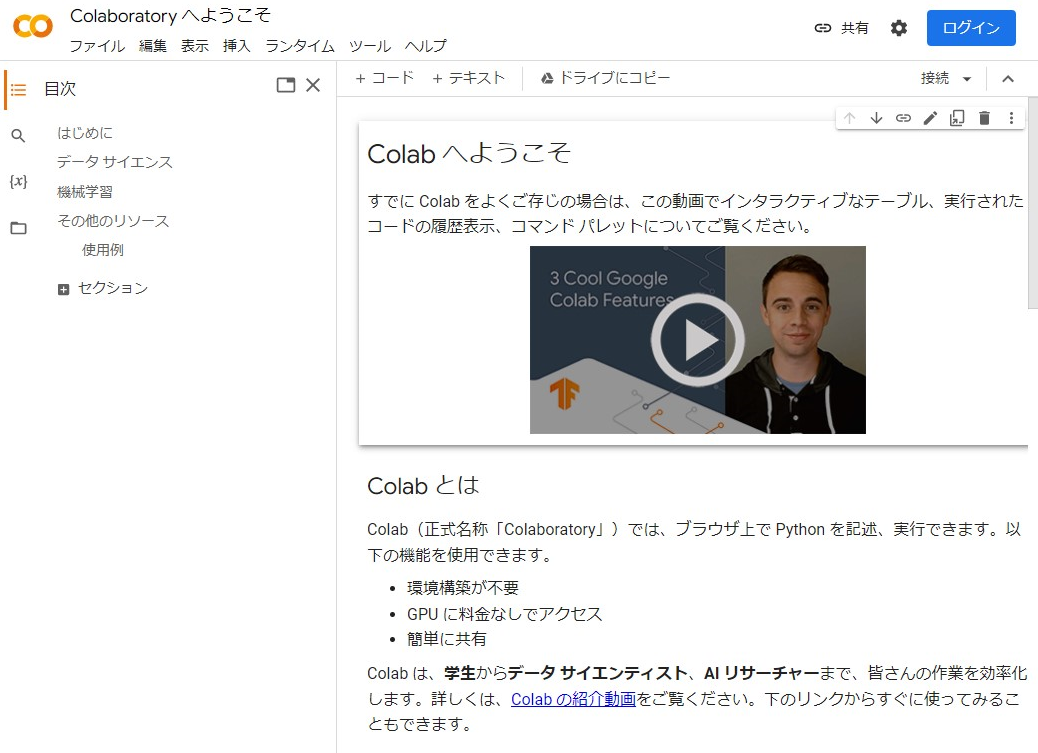 Colaboratory へようこそ
ファイル 編集 表示 挿入 ランタイム ツール ヘルプ
共有
ログイン
目次
はじめに
データ サイエンス
機械学習
その他のリソース
使用例
セクション
{x}
+ コード + テキスト ドライブにコピー 接続
Colab へようこそ
すでに Colab をよくご存じの場合は、この動画でインタラクティブなテーブル、実行された
コードの履歴表示、コマンド パレットについてご覧ください。
3 Cool Google
Colab Features
Colab とは
Colab（正式名称「Colaboratory」）では、ブラウザ上で Python を記述、実行できます。以
下の機能を使用できます。
• 環境構築が不要
• GPU に料金なしでアクセス
• 簡単に共有
Colab は、学生からデータ サイエンティスト、AI リサーチャーまで、皆さんの作業を効率化
します。詳しくは、Colab の紹介動画をご覧ください。下のリンクからすぐに使ってみるこ
ともできます。